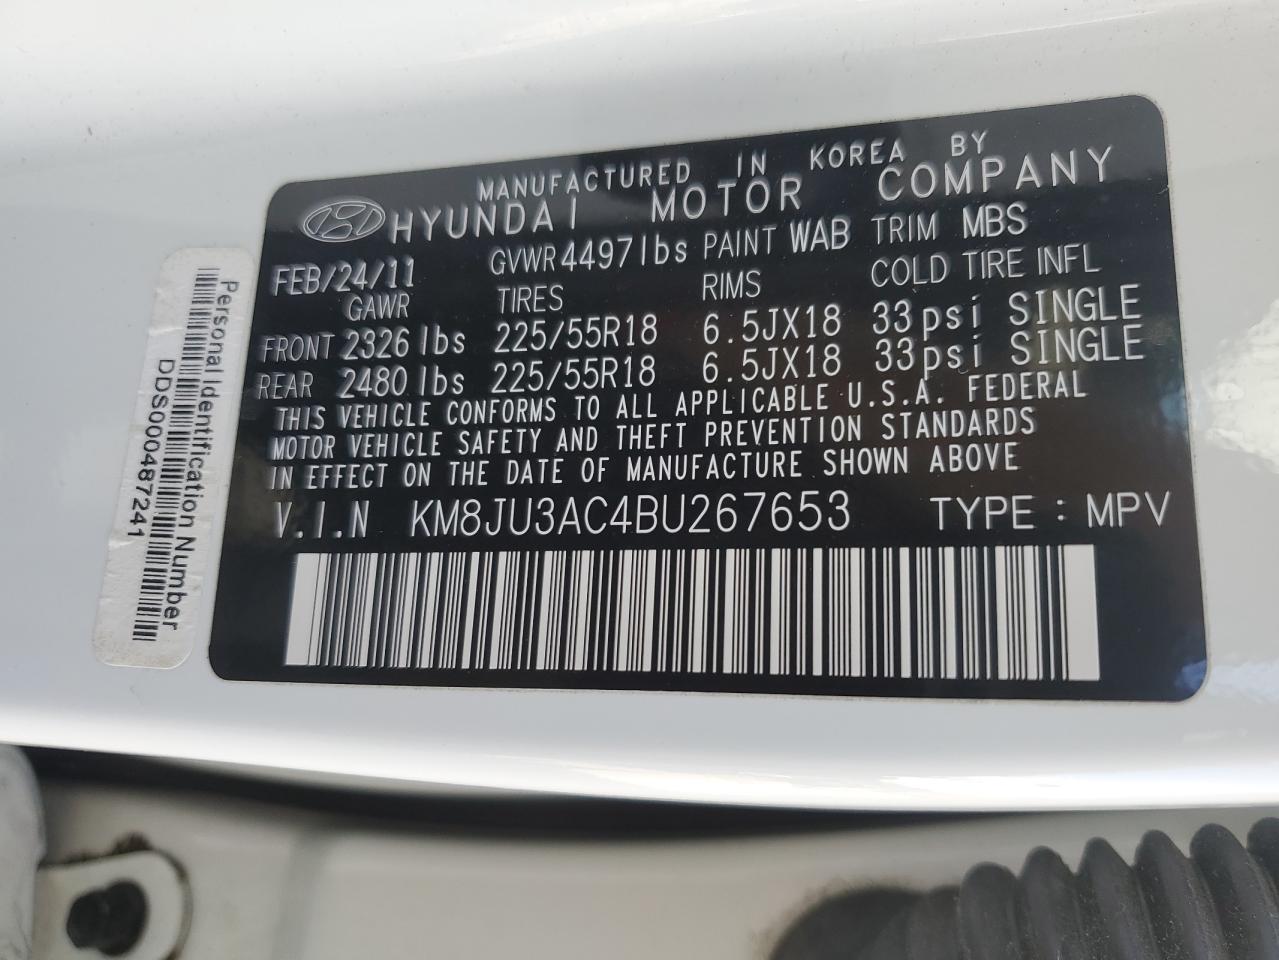 MANUFACTURED IN KOREA BY
HYUNDAI MOTOR COMPANY
FEB/24/11 GVWR 4497lbs PAINT WAB TRIM MBS
GAWR TIRES RIMS COLD TIRE INFL
FRONT 2326lbs 225/55R18 6.5JX18 33psi SINGLE
REAR 2480lbs 225/55R18 6.5JX18 33psi SINGLE
THIS VEHICLE CONFORMS TO ALL APPLICABLE U.S.A. FEDERAL
MOTOR VEHICLE SAFETY AND THEFT PREVENTION STANDARDS
IN EFFECT ON THE DATE OF MANUFACTURE SHOWN ABOVE
V.I.N KM8JU3AC4BU267653 TYPE : MPV
Personal Identification Number
DDS000487241